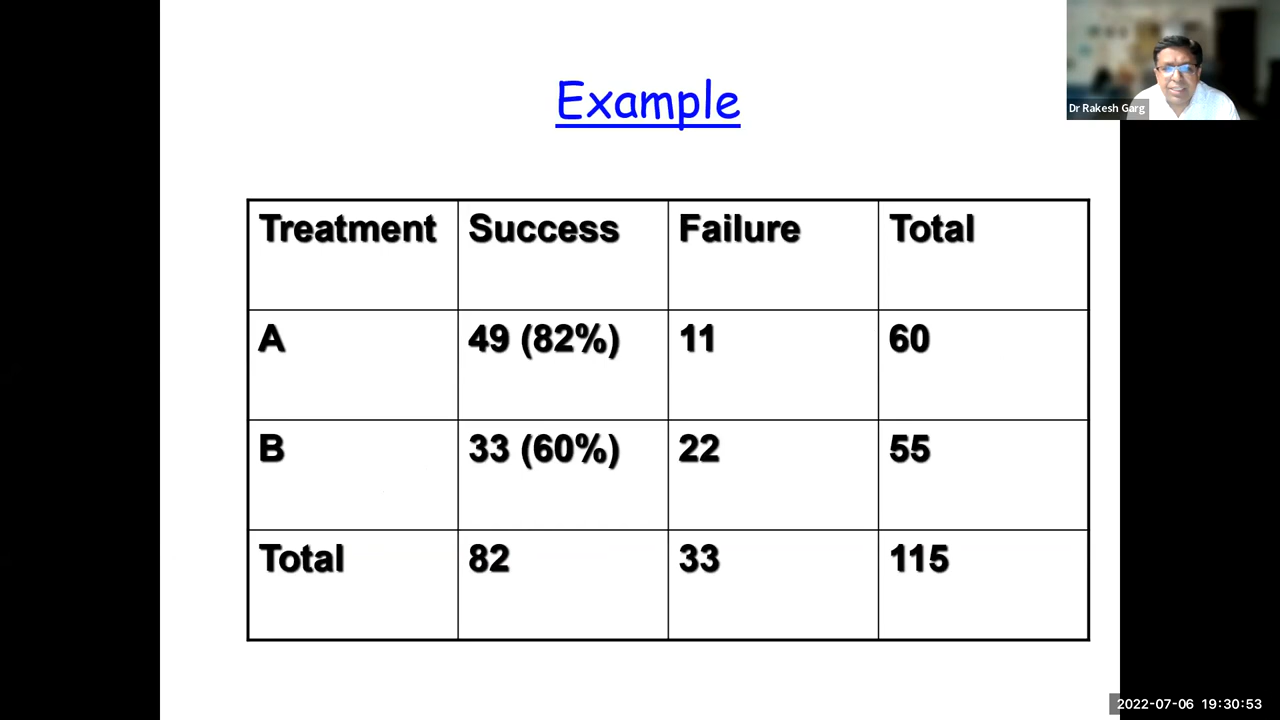 Example
Dr Rakesh Garg
Treatment Success Failure Total
A 49 (82%) 11 60
B 33 (60%) 22 55
Total 82 33 115
2022-07-06 19:30:53